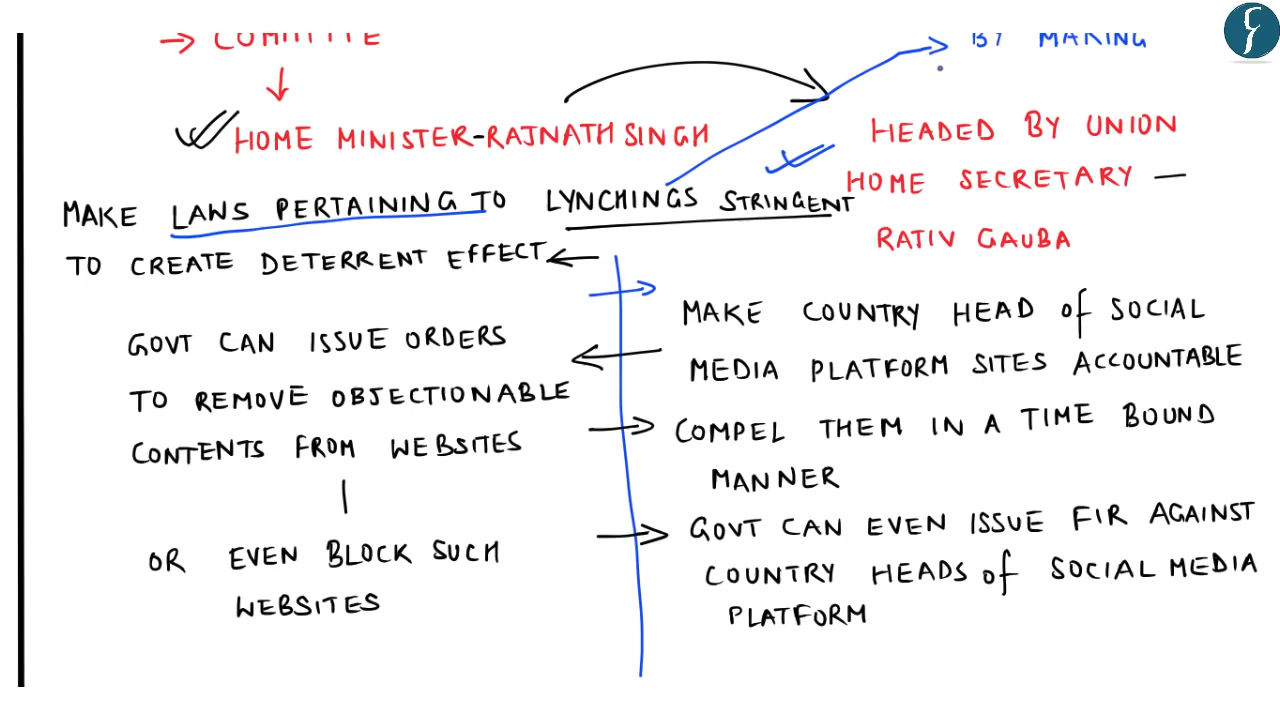 → COMMITTE
BY MAKING
HOME MINISTER-RAJNATH SINGH
HEADED BY UNION
HOME SECRETARY —
RATIV GAUBA
MAKE LAWS PERTAINING TO LYNCHINGS STRINGENT
TO CREATE DETERRENT EFFECT
GOVT CAN ISSUE ORDERS
TO REMOVE OBJECTIONABLE
CONTENTS FROM WEBSITES
OR EVEN BLOCK SUCH
WEBSITES
MAKE COUNTRY HEAD of SOCIAL
MEDIA PLATFORM SITES ACCOUNTABLE
COMPEL THEM IN A TIME BOUND
MANNER
GOVT CAN EVEN ISSUE FIR AGAINST
COUNTRY HEADS of SOCIAL MEDIA
PLATFORM